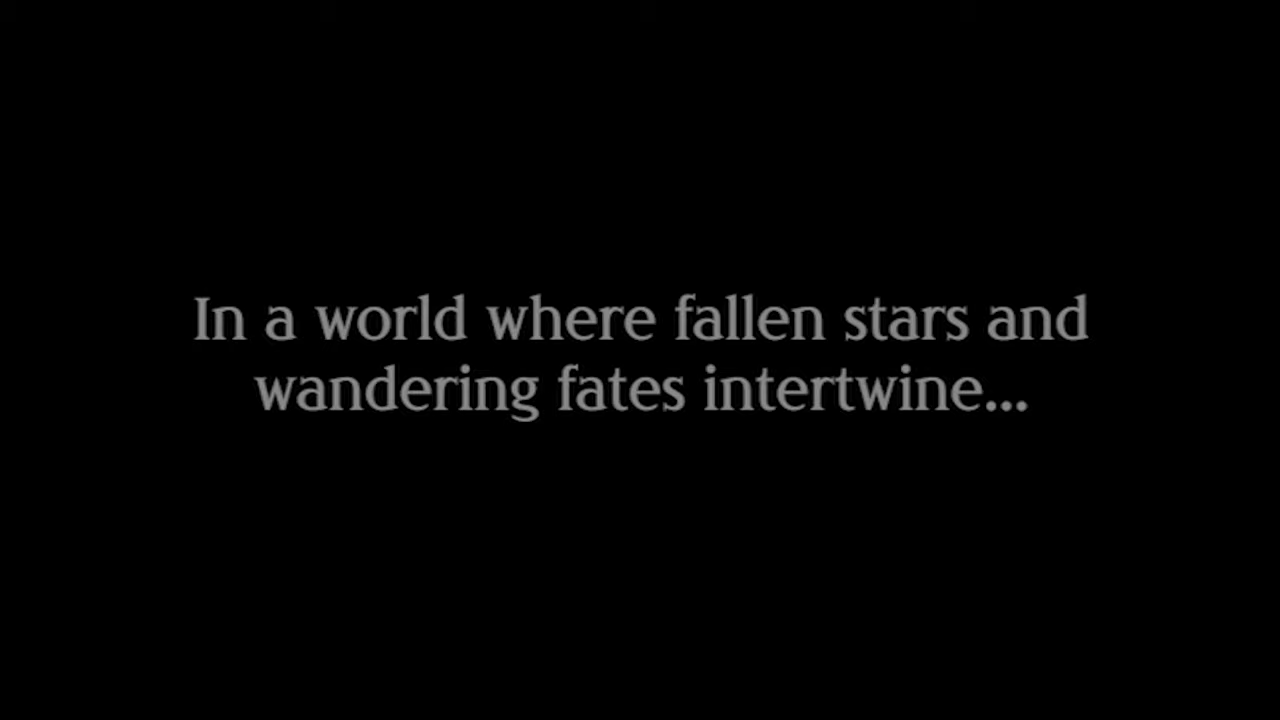 In a world where fallen stars and
wandering fates intertwine...